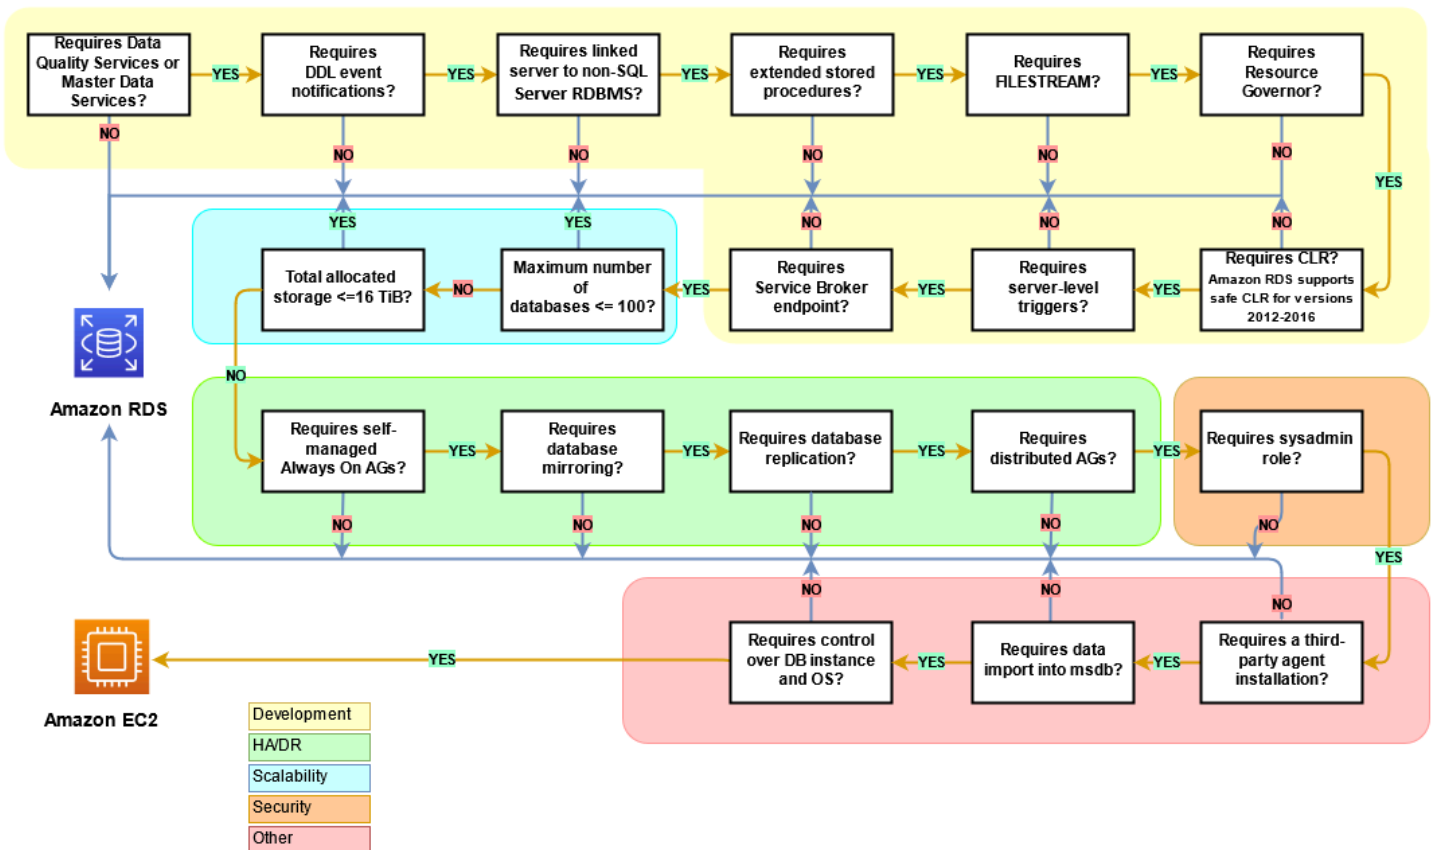 Requires Data
Quality Services or
Master Data
Services?
YES
Requires
DDL event
notifications?
YES
Requires linked
server to non-SQL
Server RDBMS?
YES
Requires
extended stored
procedures?
YES
Requires
FILESTREAM?
YES
Requires
Resource
Governor?
NO
NO
NO
NO
NO
NO
YES
YES
YES
NO
NO
NO
Total allocated
storage <=16 TiB?
NO
Maximum number
of
databases <= 100?
YES
Requires
Service Broker
endpoint?
YES
Requires
server-level
triggers?
YES
Requires CLR?
Amazon RDS supports
safe CLR for versions
2012-2016
NO
Amazon RDS
Requires self-
managed
Always On AGs?
YES
Requires
database
mirroring?
YES
Requires database
replication?
YES
Requires
distributed AGs?
YES
Requires sysadmin
role?
NO
NO
NO
NO
NO
YES
NO
NO
NO
Amazon EC2
YES
Requires control
over DB instance
and OS?
YES
Requires data
import into msdb?
YES
Requires a third-
party agent
installation?
Development
HA/DR
Scalability
Security
Other